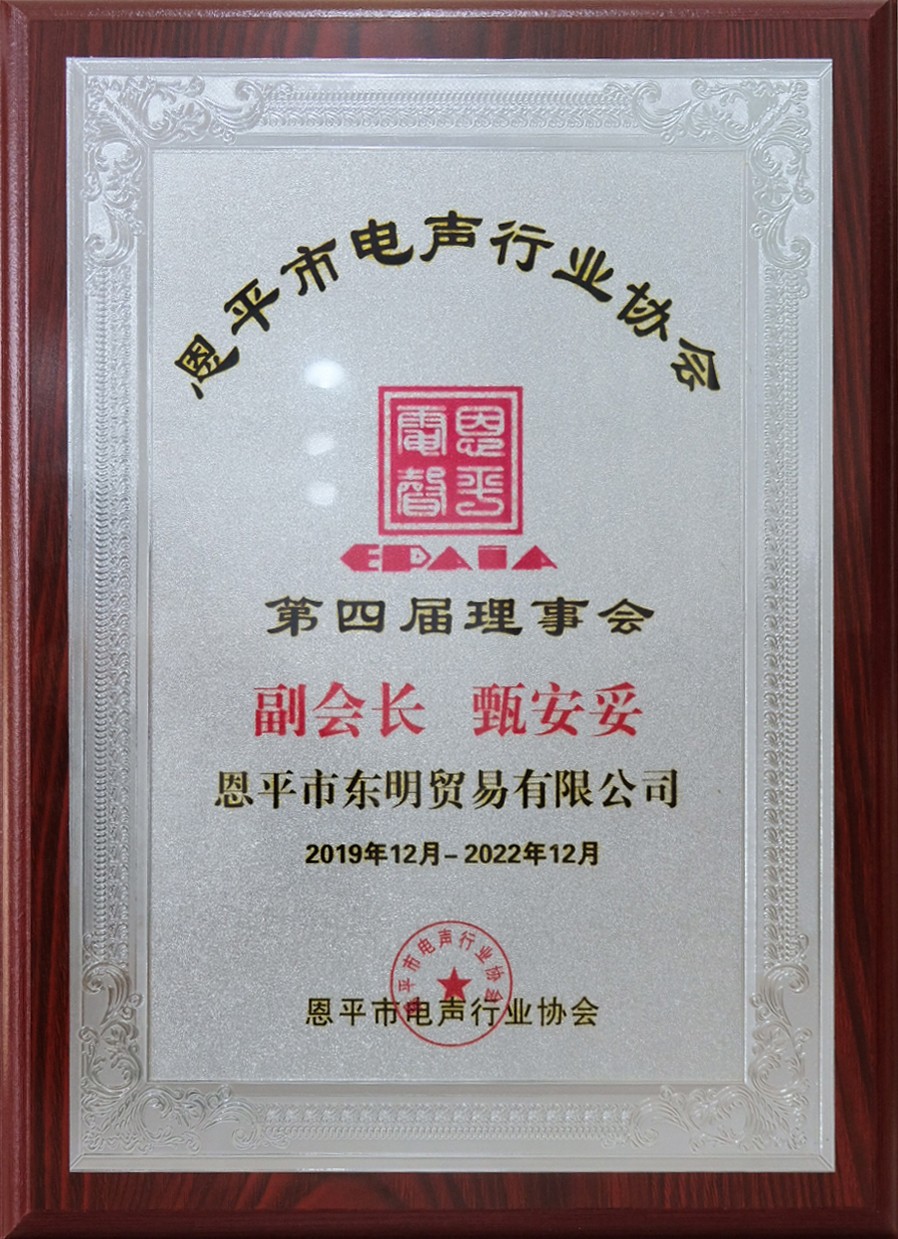 恩平市电声行业协会
恩平
電聲
EPAIA
第四届理事会
副会长 甄安妥
恩平市东明贸易有限公司
2019年12月-2022年12月
恩平市电声行业协会
恩平市电声行业协会